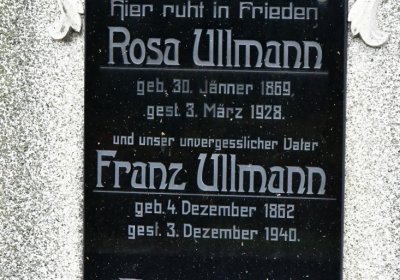 Hier ruht in Frieden
Rosa Ullmann
geb. 30. Jänner 1869.
gest. 3. März 1928.
und unser unvergesslicher Vater
Franz Ullmann
geb. 4. Dezember 1862
gest. 3. Dezember 1940.